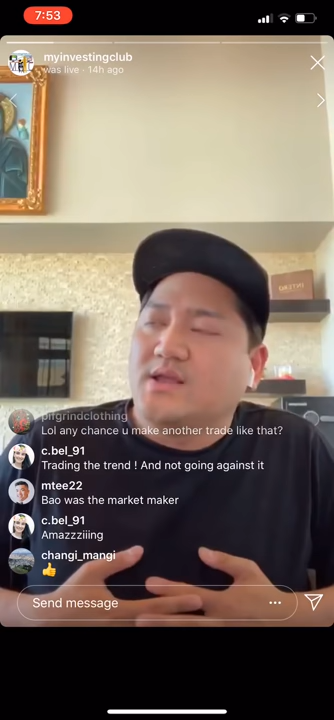 7:53
myinvestingclub
was live · 14h ago
pifgrindclothing
Lol any chance u make another trade like that?
c.bel_91
Trading the trend ! And not going against it
mtee22
Bao was the market maker
c.bel_91
Amazzziiing
changi_mangi
👍
Send message